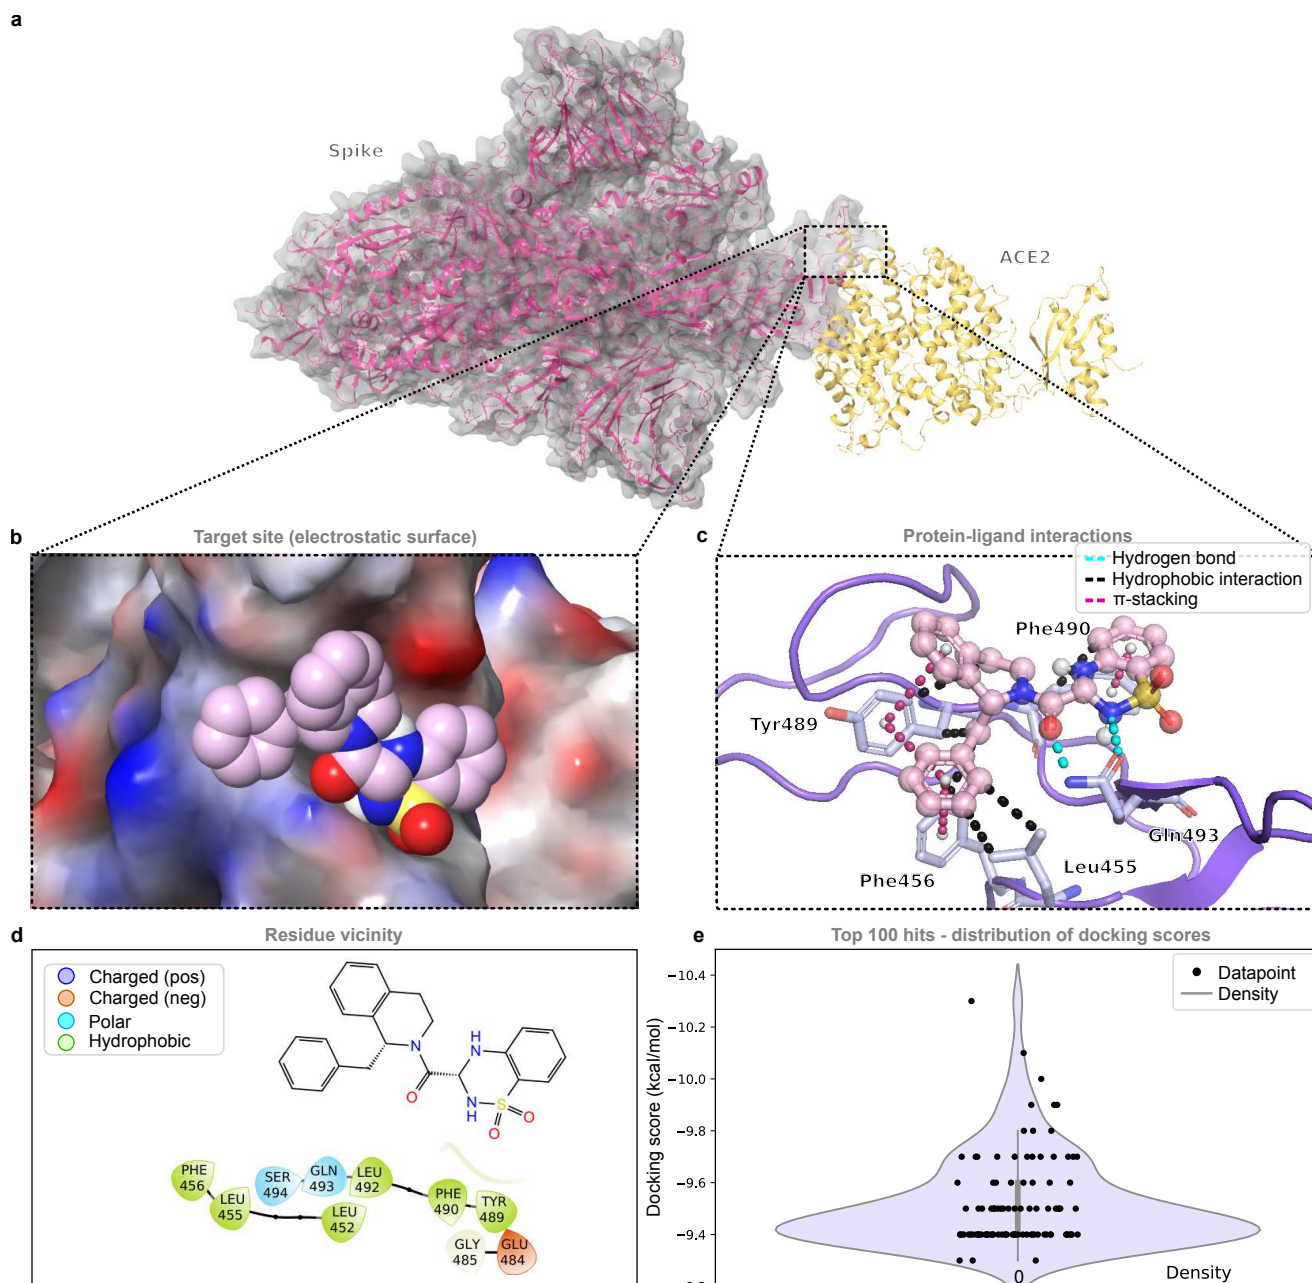 a
Spike
ACE2
b
Target site (electrostatic surface)
c
Protein-ligand interactions
Hydrogen bond
Hydrophobic interaction
π-stacking
Phe490
Tyr489
Gln493
Leu455
Phe456
d
Residue vicinity
Charged (pos)
Charged (neg)
Polar
Hydrophobic
H
N
N
O
N
H
S
O
O
PHE
456
LEU
455
SER
494
GLN
493
LEU
492
LEU
452
PHE
490
TYR
489
GLY
485
GLU
484
e
Top 100 hits - distribution of docking scores
Datapoint
Density
Docking score (kcal/mol)
−10.4
−10.2
−10.0
−9.8
−9.6
−9.4
0
Density